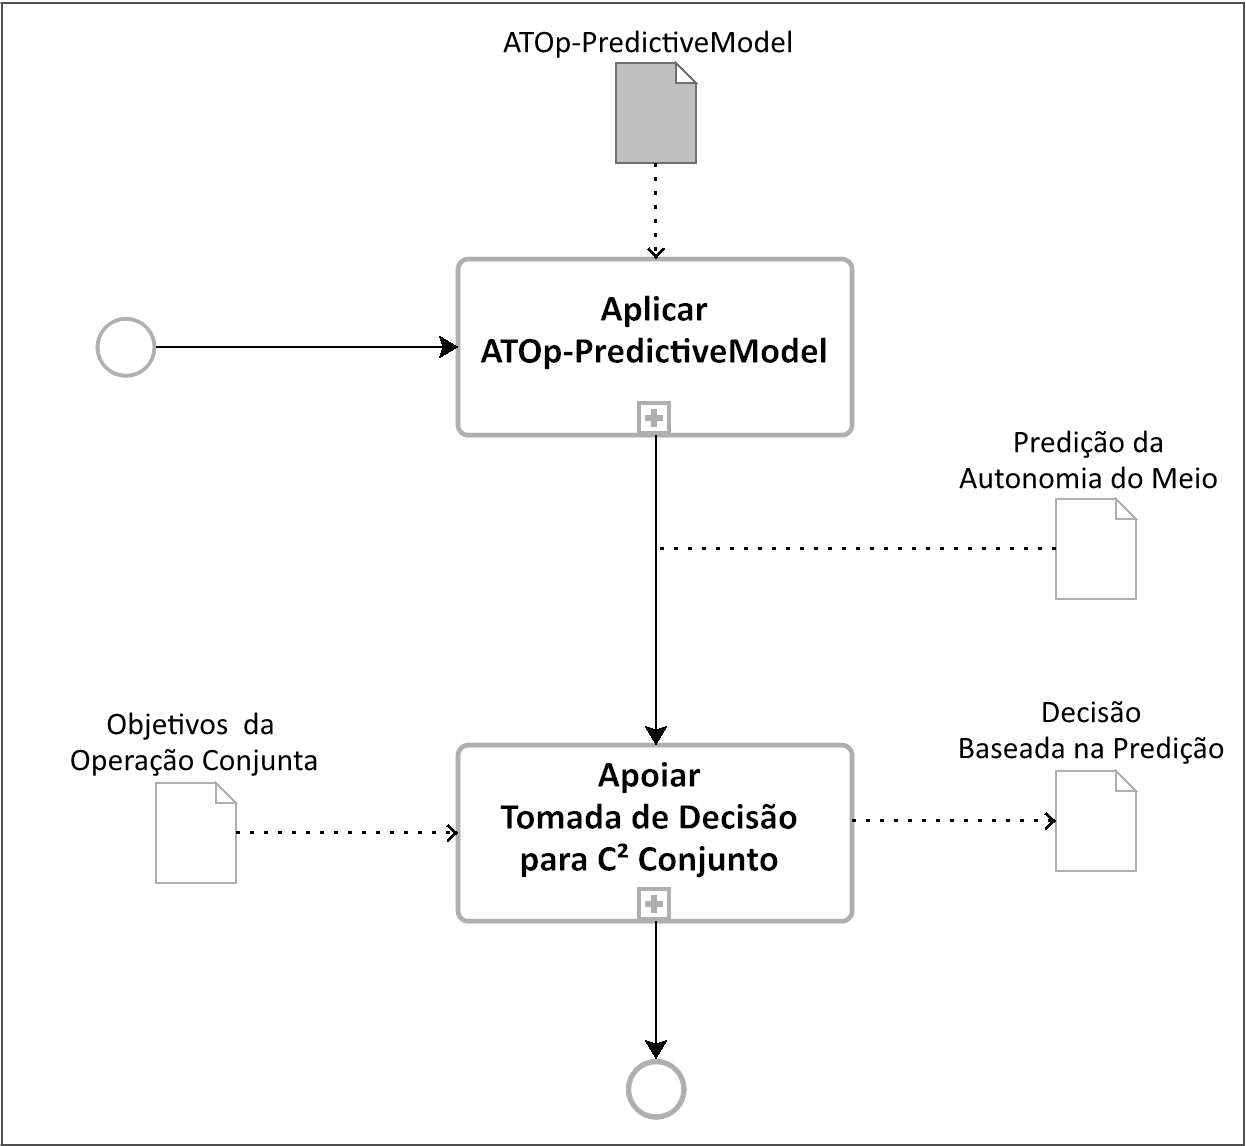 ATOp-PredictiveModel
Aplicar
ATOp-PredictiveModel
Predição da
Autonomia do Meio
Objetivos da
Operação Conjunta
Apoiar
Tomada de Decisão
para C² Conjunto
Decisão
Baseada na Predição